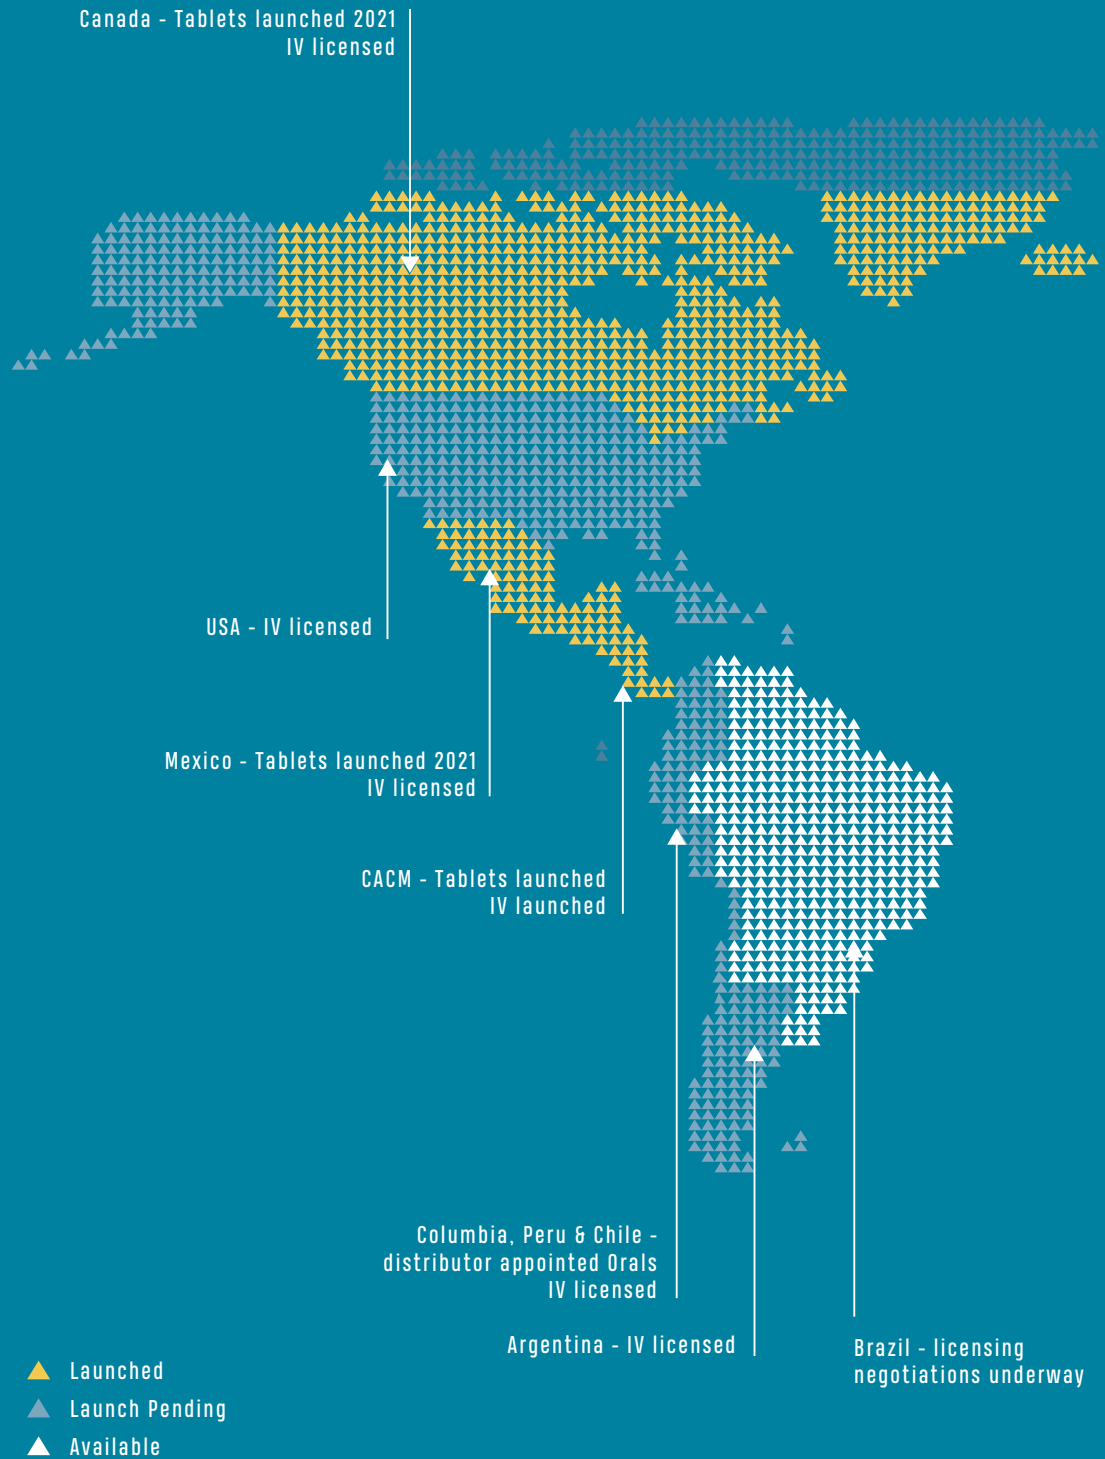 Canada - Tablets launched 2021
IV licensed
USA - IV licensed
Mexico - Tablets launched 2021
IV licensed
CACM - Tablets launched
IV launched
Columbia, Peru & Chile -
distributor appointed Orals
IV licensed
Argentina - IV licensed
Brazil - licensing
negotiations underway
Launched
Launch Pending
Available